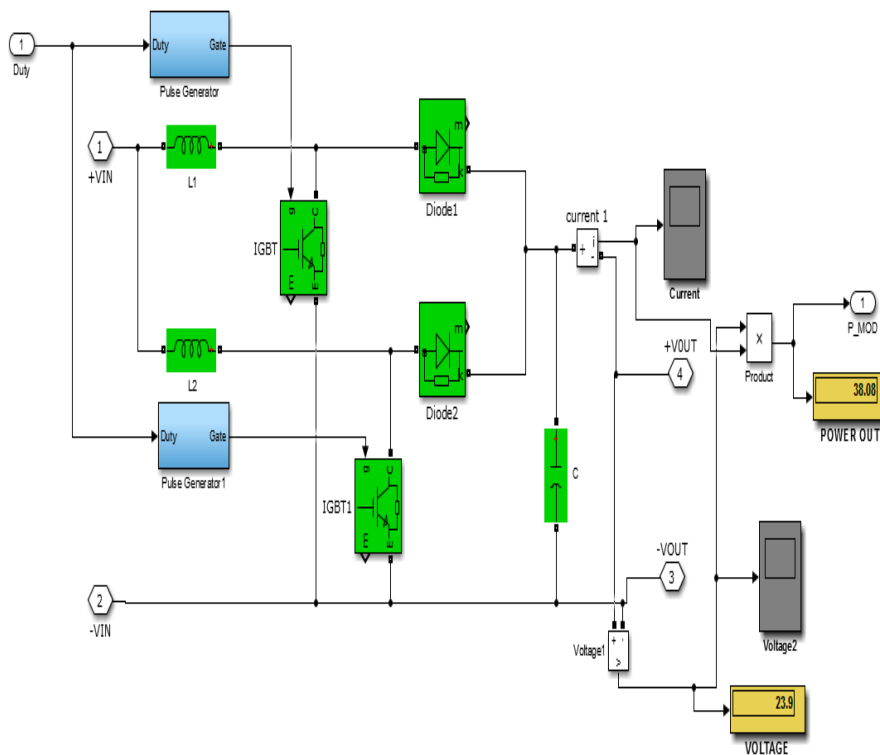 1
Duty
Duty Gate
Pulse Generator
1
+VIN
L1
g C
IGBT
m E
m
k
Diode1
current 1
+ i
-
Current
1
P_MOD
x
Product
38.08
POWER OUT
+VOUT
4
L2
m
k
Diode2
Duty Gate
Pulse Generator1
g C
IGBT1
m E
C
-VOUT
3
2
-VIN
+ -
v
Voltage1
Voltage2
23.9
VOLTAGE